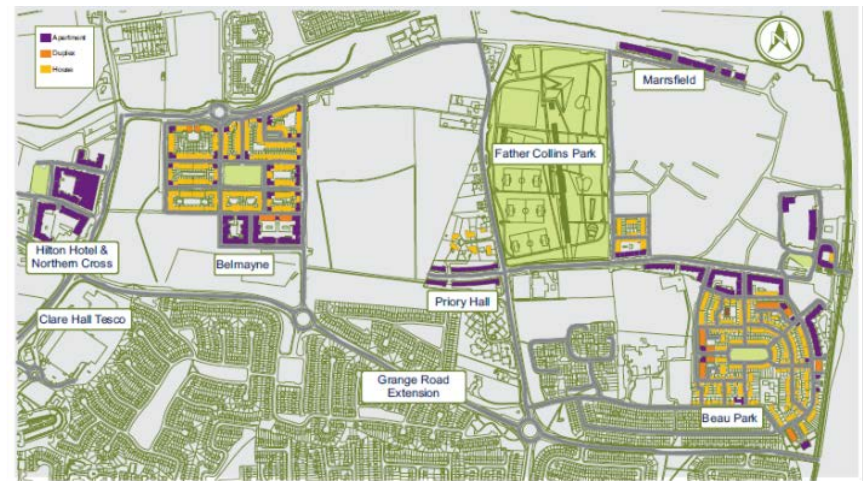 Apartment
Duplex
House
Marrsfield
Father Collins Park
Hilton Hotel &
Northern Cross
Belmayne
Priory Hall
Clare Hall Tesco
Grange Road
Extension
Beau Park